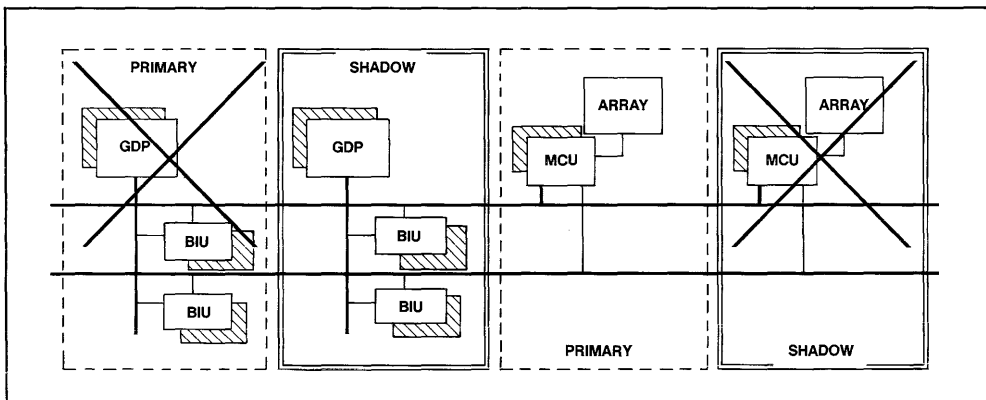 PRIMARY
GDP
BIU
BIU
SHADOW
GDP
BIU
BIU
ARRAY
MCU
PRIMARY
ARRAY
MCU
SHADOW